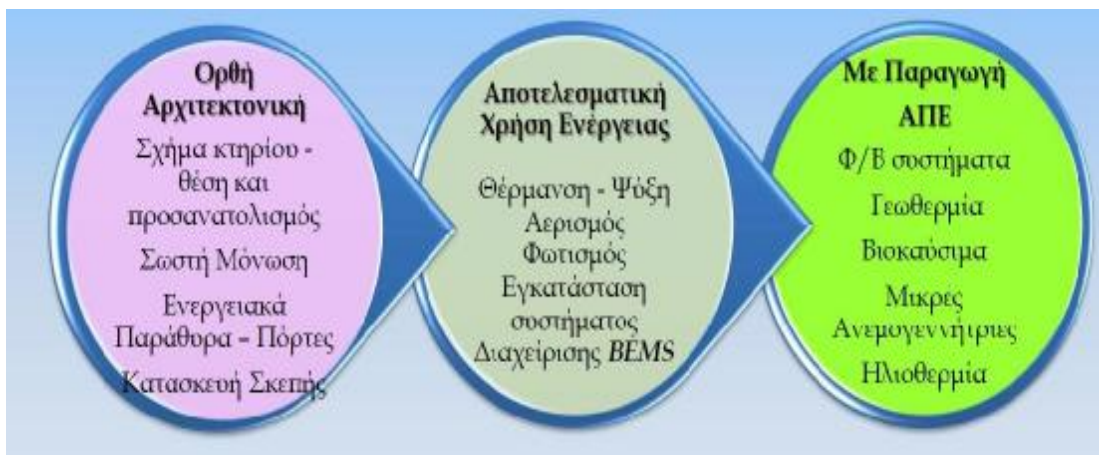 Ορθή
Αρχιτεκτονική
Σχήμα κτηρίου -
θέση και
προσανατολισμός
Σωστή Μόνωση
Ενεργειακά
Παράθυρα – Πόρτες
Κατασκευή Σκεπής
Αποτελεσματική
Χρήση Ενέργειας
Θέρμανση - Ψύξη
Αερισμός
Φωτισμός
Εγκατάσταση
συστήματος
Διαχείρισης BEMS
Με Παραγωγή
ΑΠΕ
Φ/Β συστήματα
Γεωθερμία
Βιοκαύσιμα
Μικρές
Ανεμογεννήτριες
Ηλιοθερμία